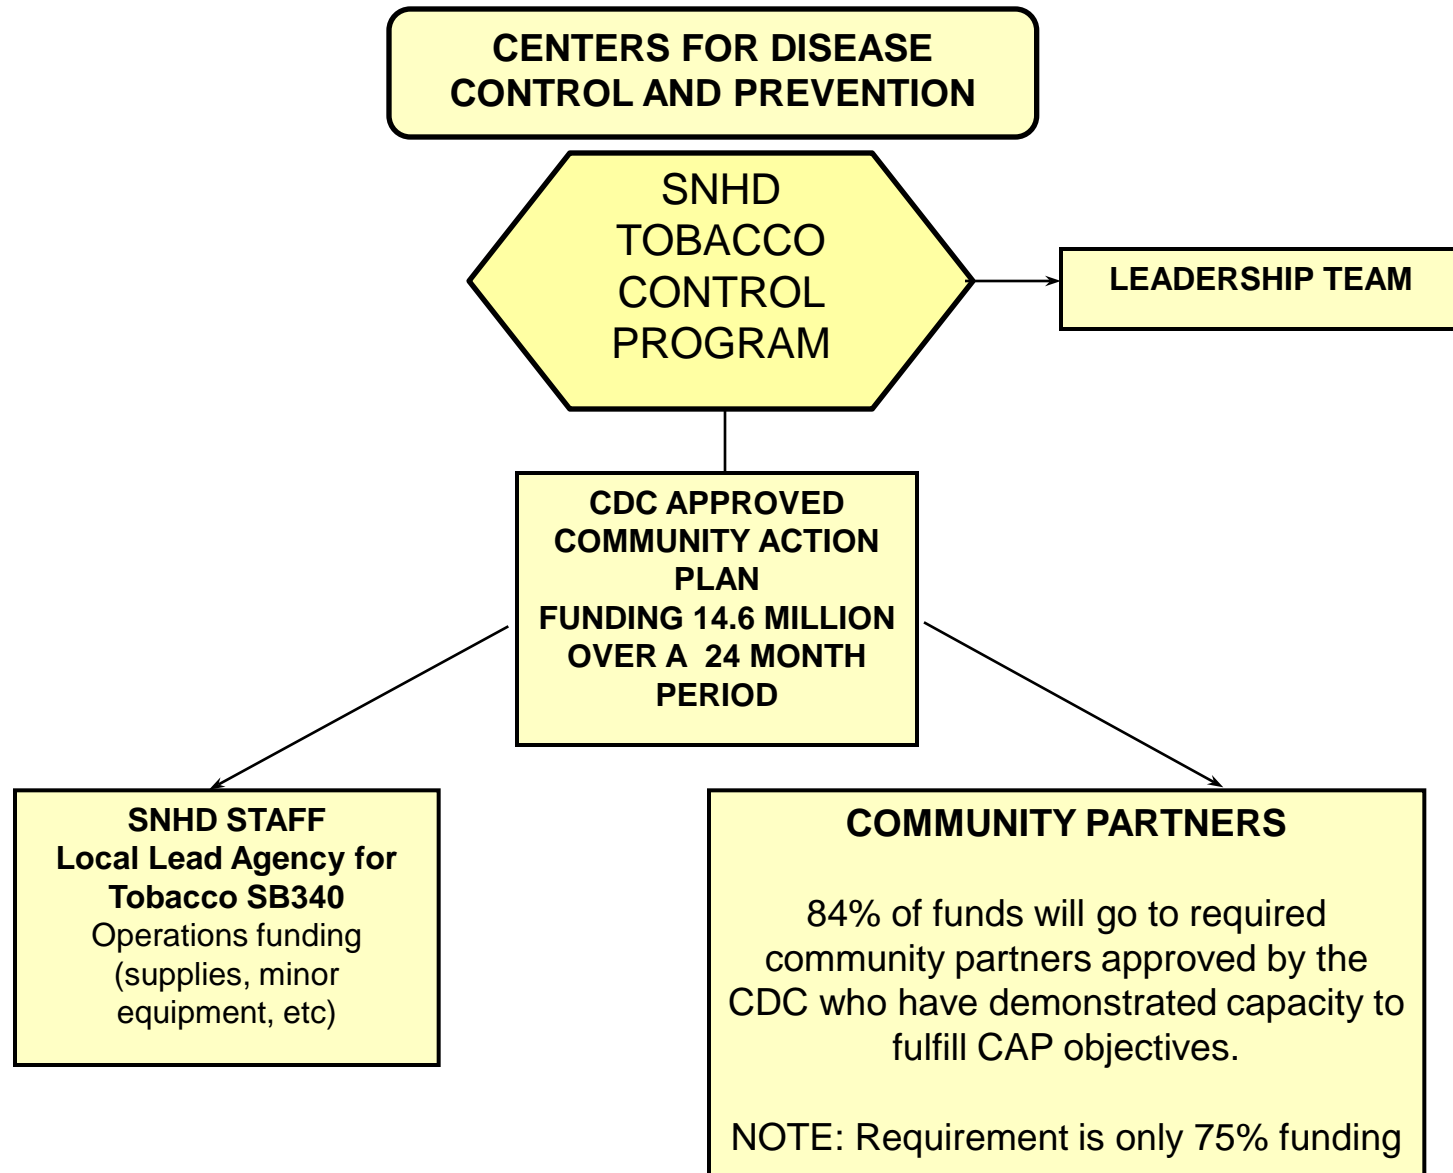 CENTERS FOR DISEASE
CONTROL AND PREVENTION
SNHD
TOBACCO
CONTROL
PROGRAM
LEADERSHIP TEAM
CDC APPROVED
COMMUNITY ACTION
PLAN
FUNDING 14.6 MILLION
OVER A  24 MONTH
PERIOD
SNHD STAFF
Local Lead Agency for
Tobacco SB340
Operations funding
(supplies, minor
equipment, etc)
COMMUNITY PARTNERS
84% of funds will go to required
community partners approved by the
CDC who have demonstrated capacity to
fulfill CAP objectives.
NOTE: Requirement is only 75% funding